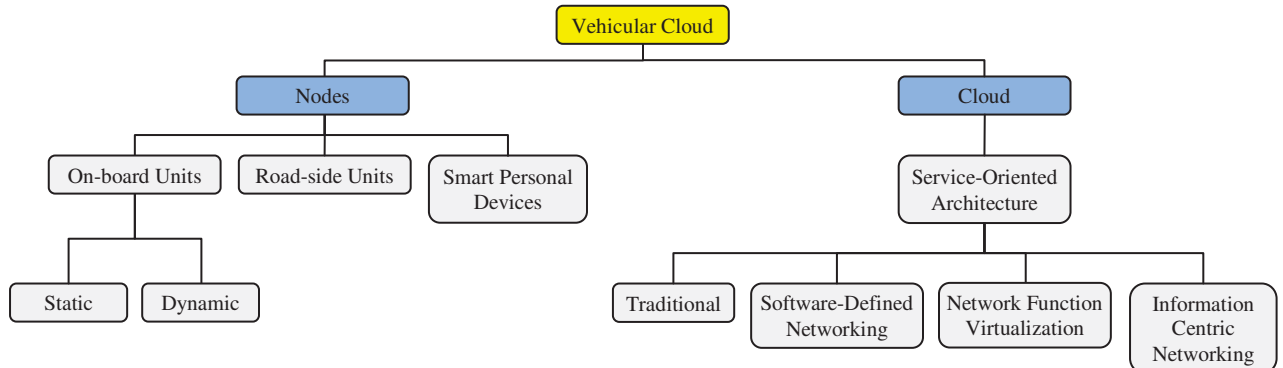 Vehicular Cloud
Nodes
Cloud
On-board Units
Road-side Units
Smart Personal
Devices
Service-Oriented
Architecture
Static
Dynamic
Traditional
Software-Defined
Networking
Network Function
Virtualization
Information
Centric
Networking